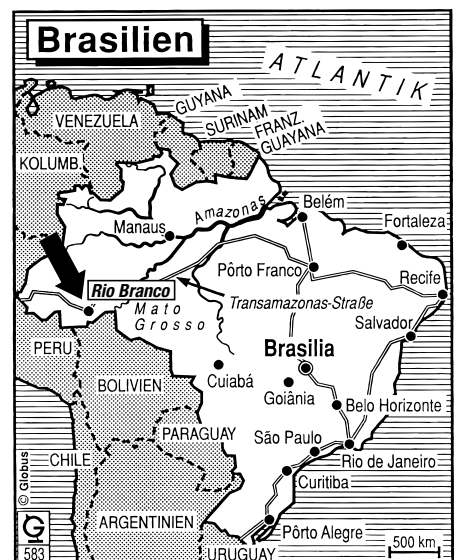 Brasilien
ATLANTIK
GUYANA
VENEZUELA
SURINAM
FRANZ.
GUAYANA
KOLUMB.
Amazonas
Belém
Manaus
Fortaleza
Pôrto Franco
Recife
Rio Branco
Transamazonas-Straße
Mato
Grosso
Salvador
PERU
Brasilia
BOLIVIEN
Cuiabá
Goiânia
Belo Horizonte
PARAGUAY
São Paulo
CHILE
Rio de Janeiro
Curitiba
© Globus
ARGENTINIEN
Pôrto Alegre
G
583
URUGUAY
500 km